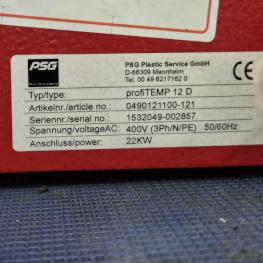 PSG
PSG Plastic Service GmbH
D-68309 Mannheim
Tel. 00 49 6217162 0
CE
Typ/type: profiTEMP 12 D
Artikelnr./article no.: 0490121100-121
Seriennr./serial no.: 1532049-002857
Spannung/voltageAC: 400V (3Ph/N/PE) 50/60Hz
Anschluss/power: 22KW